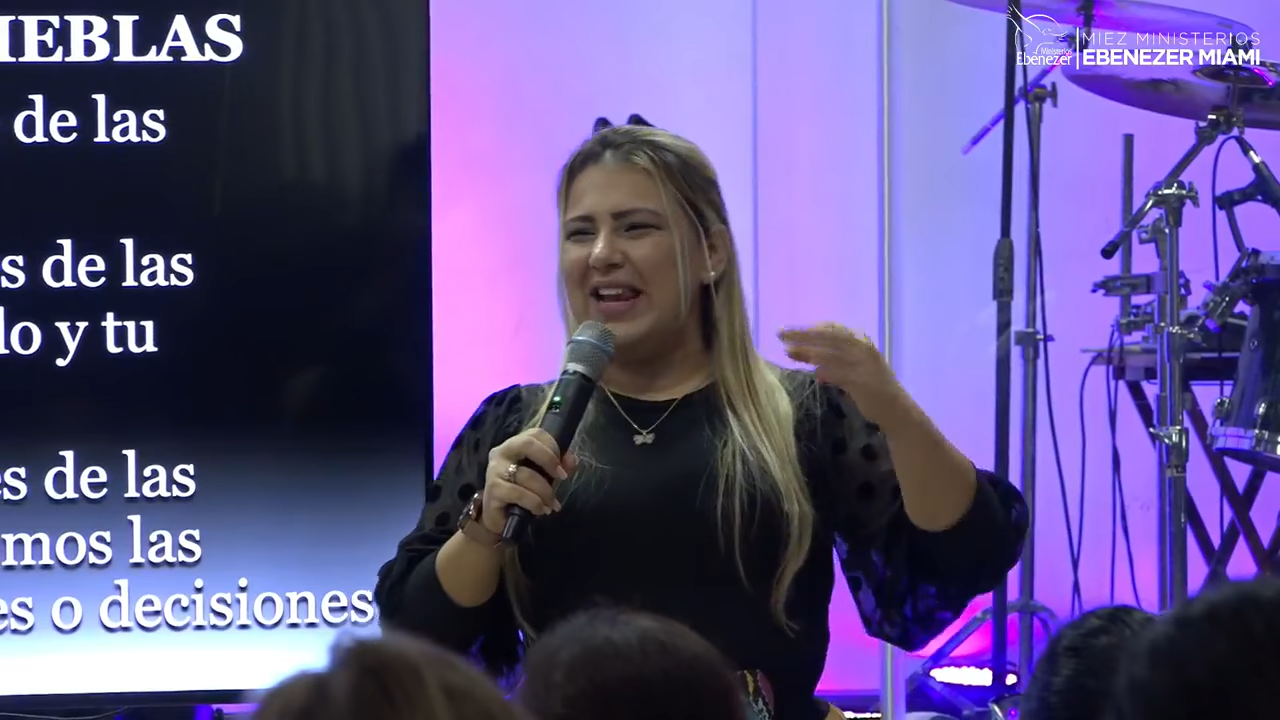 IEBLAS
de las
s de las
lo y tu
es de las
mos las
es o decisiones
Ministerios
Ebenezer
MIEZ MINISTERIOS
EBENEZER MIAMI